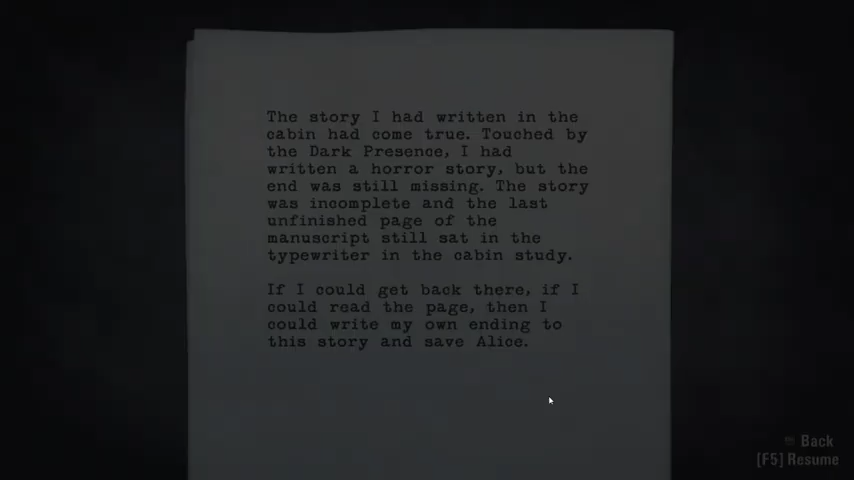 The story I had written in the
cabin had come true. Touched by
the Dark Presence, I had
written a horror story, but the
end was still missing. The story
was incomplete and the last
unfinished page of the
manuscript still sat in the
typewriter in the cabin study.
If I could get back there, if I
could read the page, then I
could write my own ending to
this story and save Alice.
Back
[F5] Resume